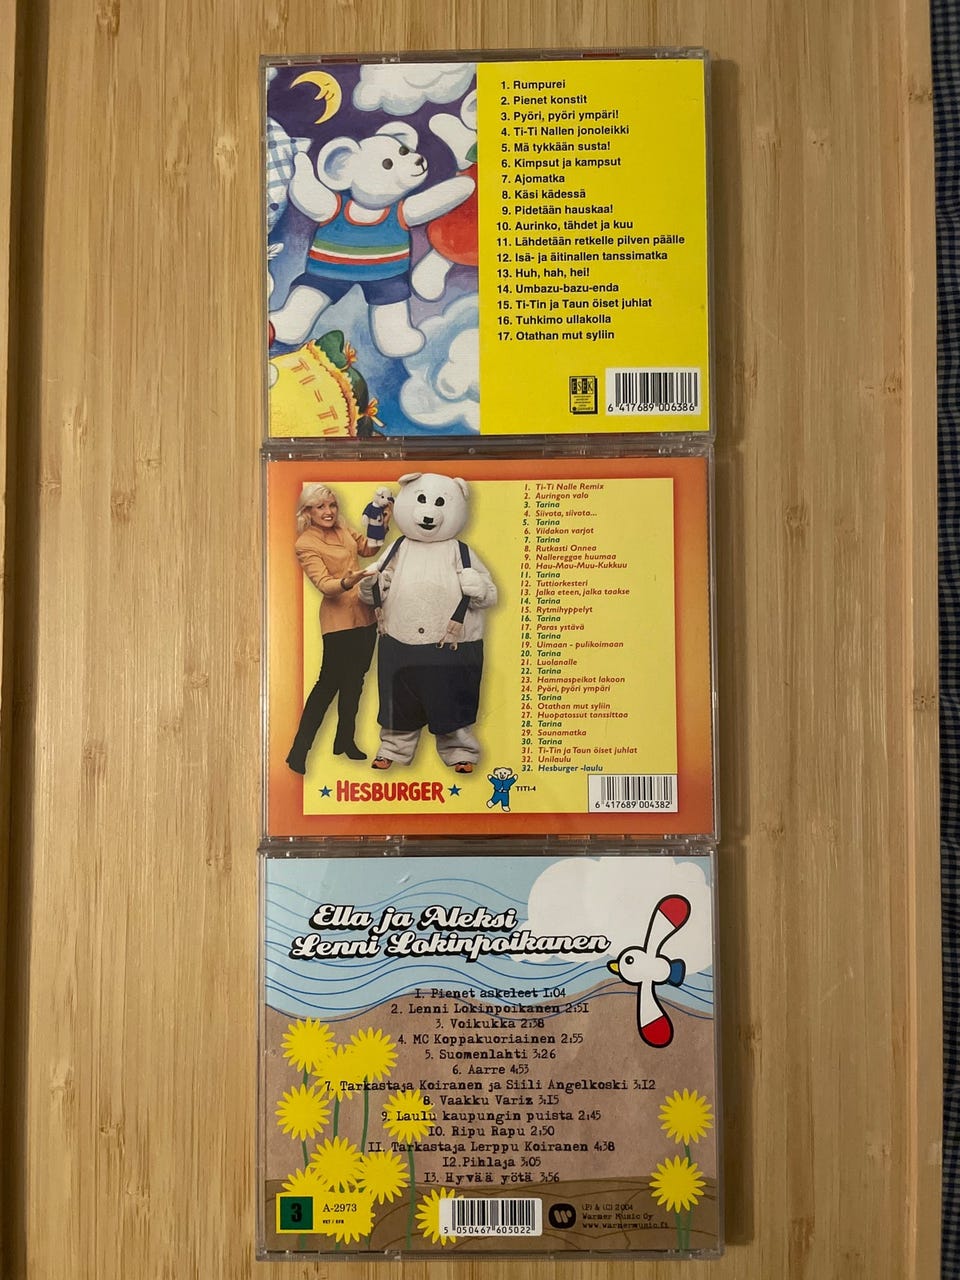 1. Rumpurei
2. Pienet konstit
3. Pyöri, pyöri ympäri!
4. Ti-Ti Nallen jonoleikki
5. Mä tykkään susta!
6. Kimpsut ja kampsut
7. Ajomatka
8. Käsi kädessä
9. Pidetään hauskaa!
10. Aurinko, tähdet ja kuu
11. Lähdetään retkelle pilven päälle
12. Isä- ja äitinallen tanssimatka
13. Huh, hah, hei!
14. Umbazu-bazu-enda
15. Ti-Tin ja Taun öiset juhlat
16. Tuhkimo ullakolla
17. Otathan mut syliin
TI-TI
ESEK
6 417689 006386
1. Ti-Ti Nalle Remix
2. Auringon valo
3. Tarina
4. Siivota, siivota...
5. Tarina
6. Viidakon varjot
7. Tarina
8. Rutkasti Onnea
9. Nallereggae huumaa
10. Hau-Mau-Muu-Kukkuu
11. Tarina
12. Tuttiorkesteri
13. Jalka eteen, jalka taakse
14. Tarina
15. Rytmihyppelyt
16. Tarina
17. Paras ystävä
18. Tarina
19. Uimaan - pulikoimaan
20. Tarina
21. Luolanalle
22. Tarina
23. Hammaspeikot lakoon
24. Pyöri, pyöri ympäri
25. Tarina
26. Otathan mut syliin
27. Huopatossut tanssittaa
28. Tarina
29. Saunamatka
30. Tarina
31. Ti-Tin ja Taun öiset juhlat
32. Unilaulu
32. Hesburger -laulu
HESBURGER
TITI-4
6 417689 004382
Ella ja Aleksi
Lenni Lokinpoikanen
1. Pienet askeleet 1:04
2. Lenni Lokinpoikanen 2:51
3. Voikukka 2:38
4. MC Koppakuoriainen 2:55
5. Suomenlahti 3:26
6. Aarre 4:53
7. Tarkastaja Koiranen ja Siili Angelkoski 3:12
8. Vaakku Variz 3:15
9. Laulu kaupungin puista 2:45
10. Ripu Rapu 2:50
11. Tarkastaja Lerppu Koiranen 4:38
12.Pihlaja 3:05
13. Hyvää yötä 3:56
3
A-2973
VET / SFB
5 050467 605022
(P) & (C) 2004
Warner Music Oy
www.warnermusic.fi